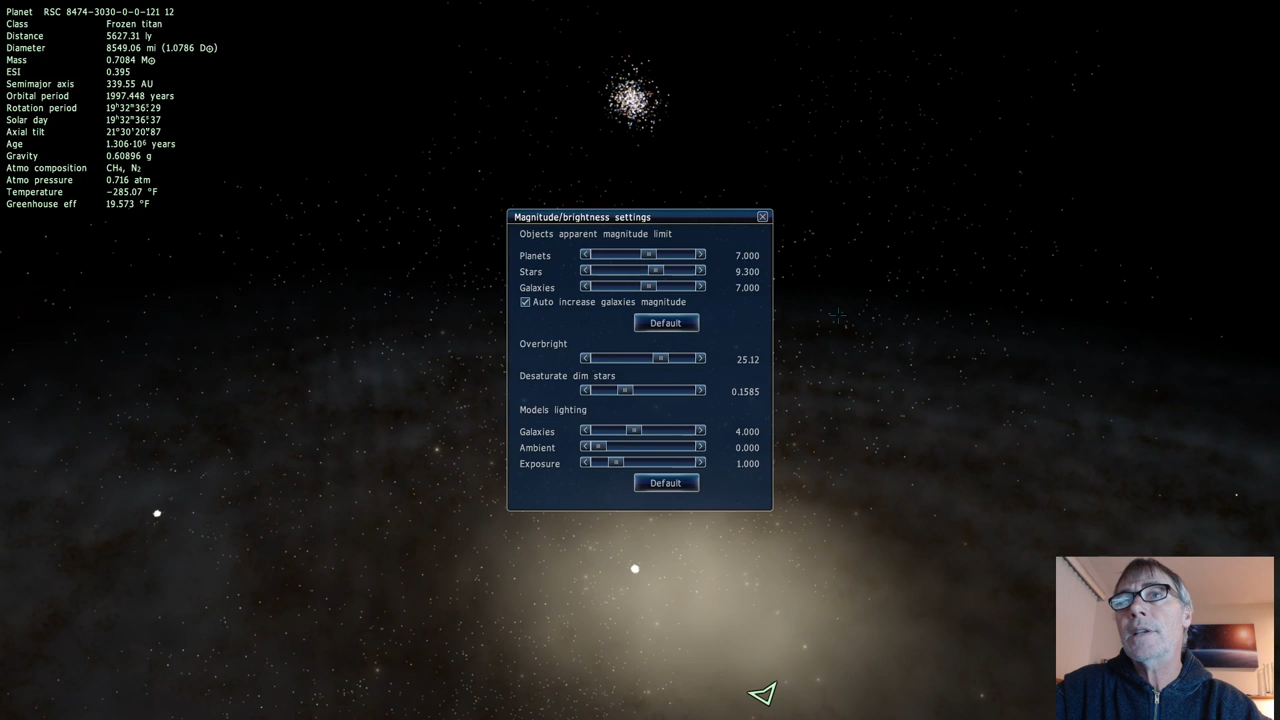 Planet RSC 8474-3030-0-0-121 12
Class Frozen titan
Distance 5627.31 ly
Diameter 8549.06 mi (1.0786 D⊙)
Mass 0.7084 M⊙
ESI 0.395
Semimajor axis 339.55 AU
Orbital period 1997.448 years
Rotation period 19ʰ32ᵐ36ˢ.29
Solar day 19ʰ32ᵐ36ˢ.37
Axial tilt 21°30'20".87
Age 1.306·10⁶ years
Gravity 0.60896 g
Atmo composition CH₄, N₂
Atmo pressure 0.716 atm
Temperature -285.07 °F
Greenhouse eff 19.573 °F
Magnitude/brightness settings
Objects apparent magnitude limit
Planets 7.000
Stars 9.300
Galaxies 7.000
Auto increase galaxies magnitude
Default
Overbright
25.12
Desaturate dim stars
0.1585
Models lighting
Galaxies 4.000
Ambient 0.000
Exposure 1.000
Default